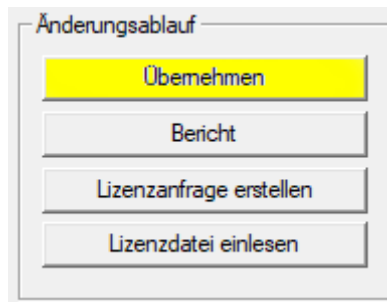 Änderungsablauf
Übernehmen
Bericht
Lizenzanfrage erstellen
Lizenzdatei einlesen